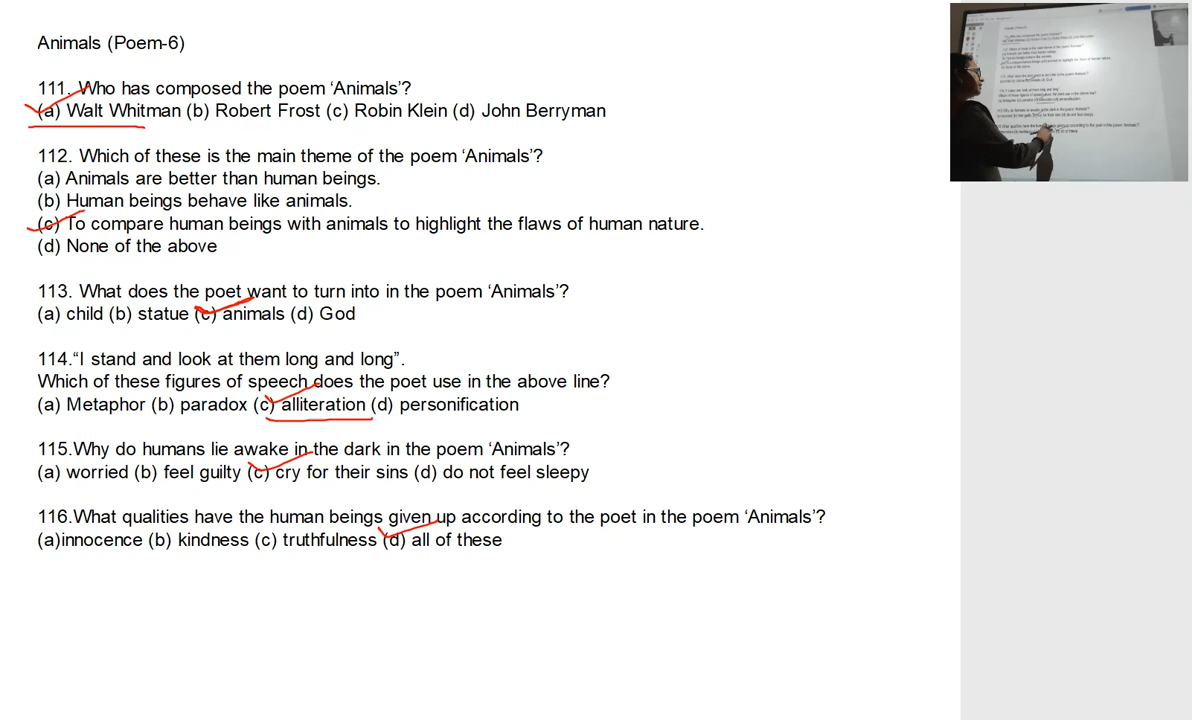 Animals (Poem-6)
111. Who has composed the poem ‘Animals’?
(a) Walt Whitman (b) Robert Frost (c) Robin Klein (d) John Berryman
112. Which of these is the main theme of the poem ‘Animals’?
(a) Animals are better than human beings.
(b) Human beings behave like animals.
(c) To compare human beings with animals to highlight the flaws of human nature.
(d) None of the above
113. What does the poet want to turn into in the poem ‘Animals’?
(a) child (b) statue (c) animals (d) God
114.“I stand and look at them long and long”.
Which of these figures of speech does the poet use in the above line?
(a) Metaphor (b) paradox (c) alliteration (d) personification
115.Why do humans lie awake in the dark in the poem ‘Animals’?
(a) worried (b) feel guilty (c) cry for their sins (d) do not feel sleepy
116.What qualities have the human beings given up according to the poet in the poem ‘Animals’?
(a)innocence (b) kindness (c) truthfulness (d) all of these